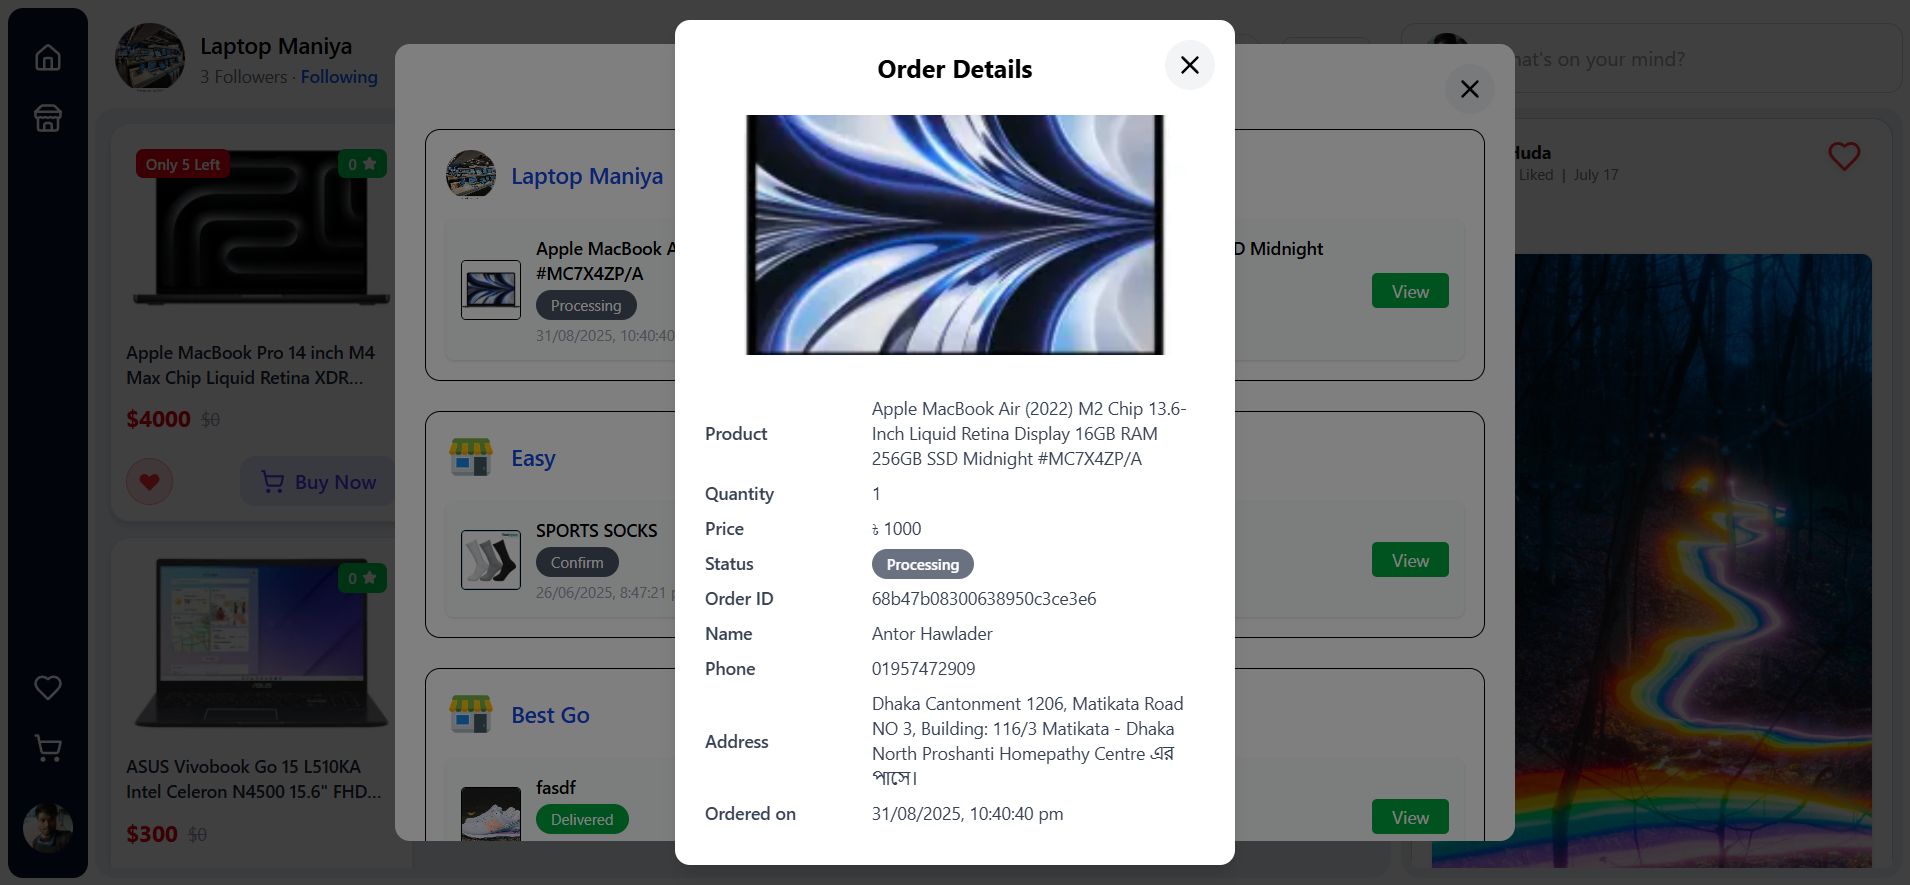 Laptop Maniya
3 Followers · Following
Only 5 Left
0
Apple MacBook Pro 14 inch M4
Max Chip Liquid Retina XDR...
$4000 $0
Buy Now
0
ASUS Vivobook Go 15 L510KA
Intel Celeron N4500 15.6" FHD...
$300 $0
Laptop Maniya
Apple MacBook
D Midnight
#MC7X4ZP/A
Processing
31/08/2025, 10:40:40
View
Easy
SPORTS SOCKS
Confirm
26/06/2025, 8:47:21
View
Best Go
fasdf
Delivered
View
Order Details
Product
Apple MacBook Air (2022) M2 Chip 13.6-
Inch Liquid Retina Display 16GB RAM
256GB SSD Midnight #MC7X4ZP/A
Quantity 1
Price ৳ 1000
Status Processing
Order ID 68b47b08300638950c3ce3e6
Name Antor Hawlader
Phone 01957472909
Address
Dhaka Cantonment 1206, Matikata Road
NO 3, Building: 116/3 Matikata - Dhaka
North Proshanti Homepathy Centre এর
পাসে।
Ordered on 31/08/2025, 10:40:40 pm
hat's on your mind?
Huda
Liked | July 17